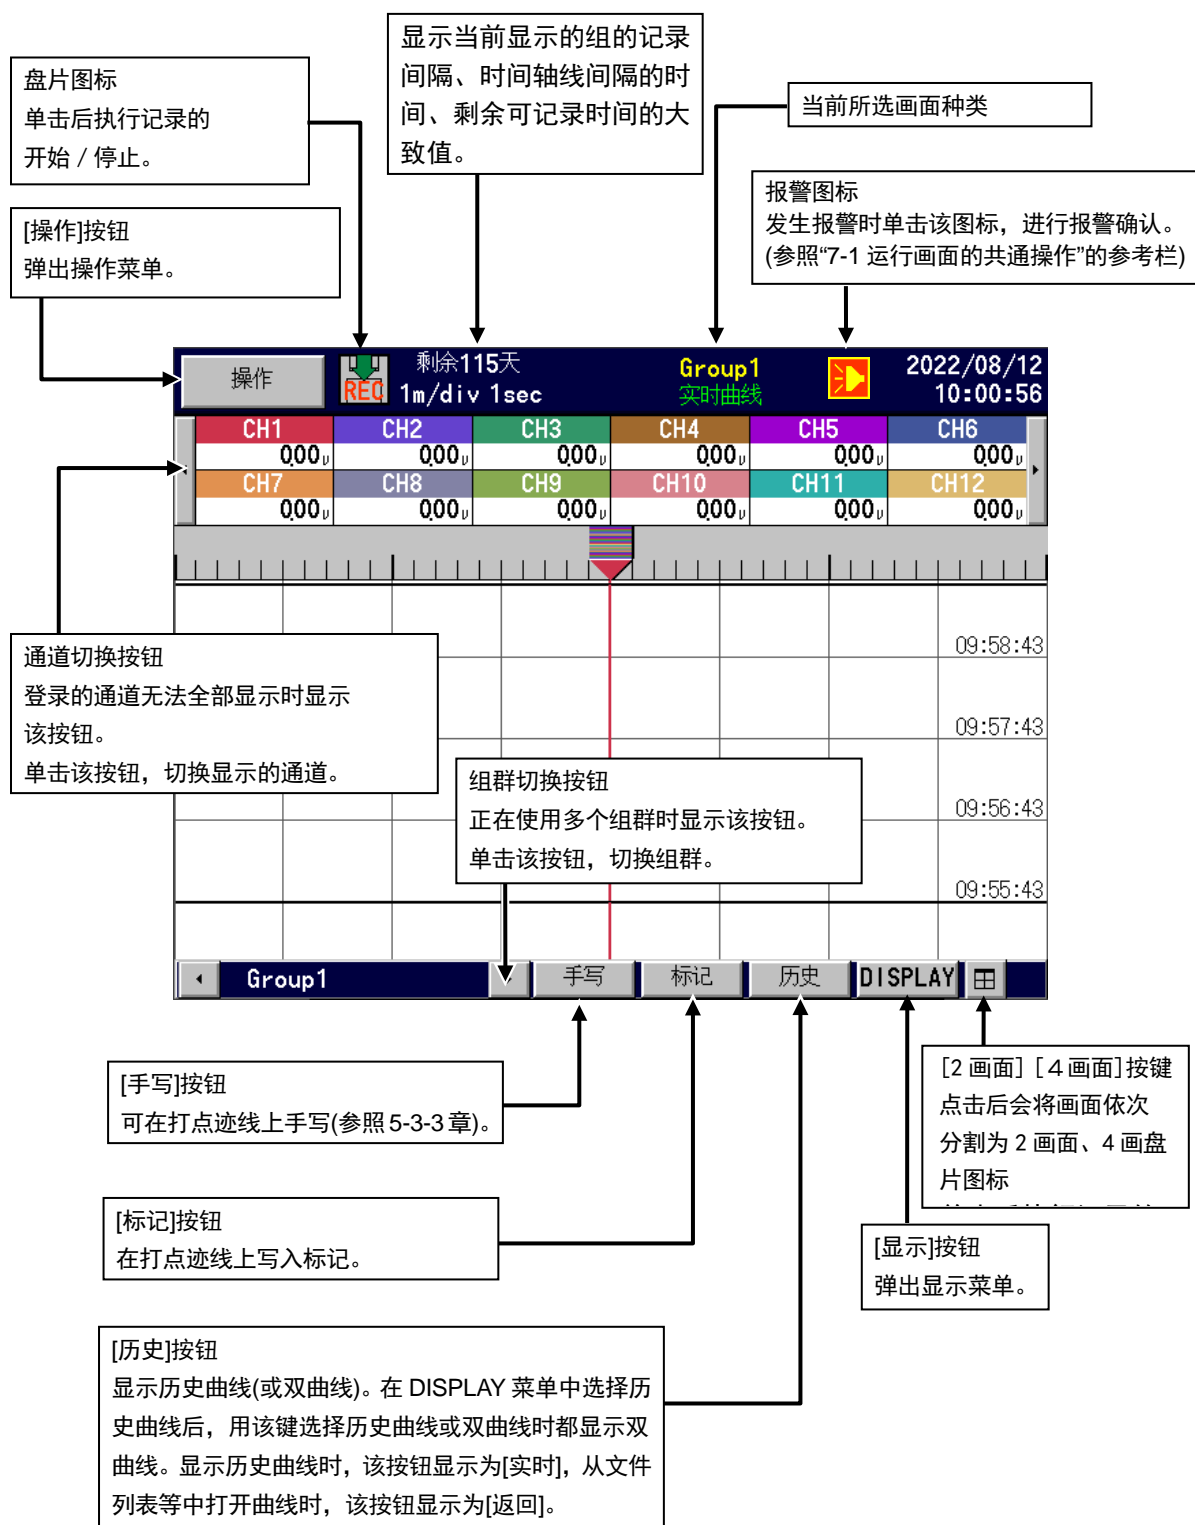 显示当前显示的组的记录
间隔、时间轴线间隔的时
间、剩余可记录时间的大
致值。
盘片图标
单击后执行记录的
开始 / 停止。
当前所选画面种类
报警图标
发生报警时单击该图标，进行报警确认。
(参照“7-1 运行画面的共通操作”的参考栏)
[操作]按钮
弹出操作菜单。
操作
REC
剩余115天
1m/div 1sec
Group1
实时曲线
2022/08/12
10:00:56
CH1 CH2 CH3 CH4 CH5 CH6
0.00 V 0.00 V 0.00 V 0.00 V 0.00 V 0.00 V
CH7 CH8 CH9 CH10 CH11 CH12
0.00 V 0.00 V 0.00 V 0.00 V 0.00 V 0.00 V
09:58:43
09:57:43
09:56:43
09:55:43
通道切换按钮
登录的通道无法全部显示时显示
该按钮。
单击该按钮，切换显示的通道。
组群切换按钮
正在使用多个组群时显示该按钮。
单击该按钮，切换组群。
Group1 手写 标记 历史 DISPLAY
[手写]按钮
可在打点迹线上手写(参照 5-3-3 章)。
[2 画面] [４画面]按键
点击后会将画面依次
分割为 2 画面、4 画盘
片图标
[标记]按钮
在打点迹线上写入标记。
[显示]按钮
弹出显示菜单。
[历史]按钮
显示历史曲线(或双曲线)。在 DISPLAY 菜单中选择历
史曲线后，用该键选择历史曲线或双曲线时都显示双
曲线。显示历史曲线时，该按钮显示为[实时]，从文件
列表等中打开曲线时，该按钮显示为[返回]。